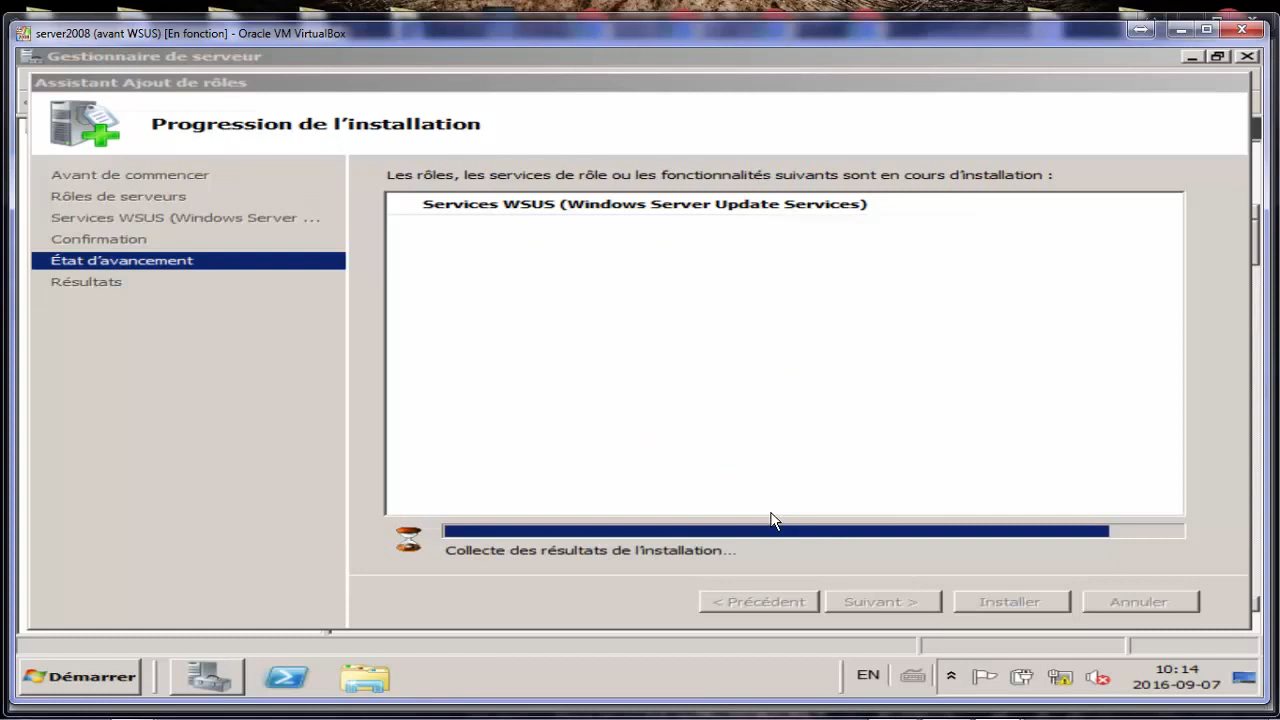 server2008 (avant WSUS) [En fonction] - Oracle VM VirtualBox
Gestionnaire de serveur
Assistant Ajout de rôles
Progression de l'installation
Avant de commencer
Rôles de serveurs
Services WSUS (Windows Server ...
Confirmation
État d'avancement
Résultats
Les rôles, les services de rôle ou les fonctionnalités suivants sont en cours d'installation :
Services WSUS (Windows Server Update Services)
Collecte des résultats de l'installation...
< Précédent
Suivant >
Installer
Annuler
Démarrer
EN
10:14
2016-09-07